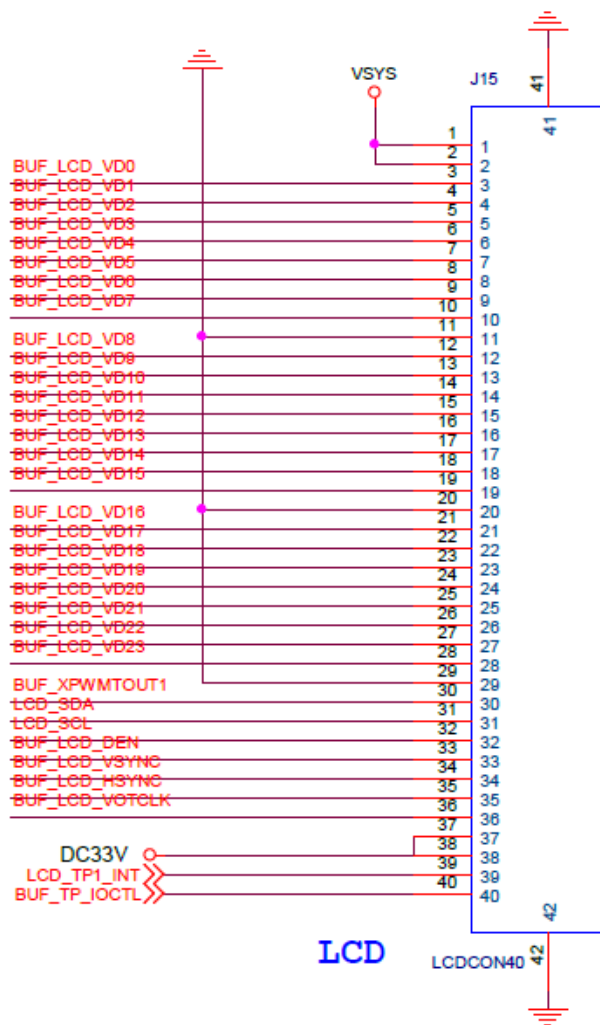 VSYS
J15
41
41
1 1
2 2
BUF_LCD_VD0 3 3
BUF_LCD_VD1 4 4
BUF_LCD_VD2 5 5
BUF_LCD_VD3 6 6
BUF_LCD_VD4 7 7
BUF_LCD_VD5 8 8
BUF_LCD_VD6 9 9
BUF_LCD_VD7 10 10
11 11
BUF_LCD_VD8 12 12
BUF_LCD_VD9 13 13
BUF_LCD_VD10 14 14
BUF_LCD_VD11 15 15
BUF_LCD_VD12 16 16
BUF_LCD_VD13 17 17
BUF_LCD_VD14 18 18
BUF_LCD_VD15 19 19
20 20
BUF_LCD_VD16 21 21
BUF_LCD_VD17 22 22
BUF_LCD_VD18 23 23
BUF_LCD_VD19 24 24
BUF_LCD_VD20 25 25
BUF_LCD_VD21 26 26
BUF_LCD_VD22 27 27
BUF_LCD_VD23 28 28
29 29
BUF_XPWMTOUT1 30 30
LCD_SDA 31 31
LCD_SCL 32 32
BUF_LCD_DEN 33 33
BUF_LCD_VSYNC 34 34
BUF_LCD_HSYNC 35 35
BUF_LCD_VOTCLK 36 36
37 37
DC33V 38 38
LCD_TP1_INT 39 39
BUF_TP_IOCTL 40 40
42
42
LCD
LCDCON40